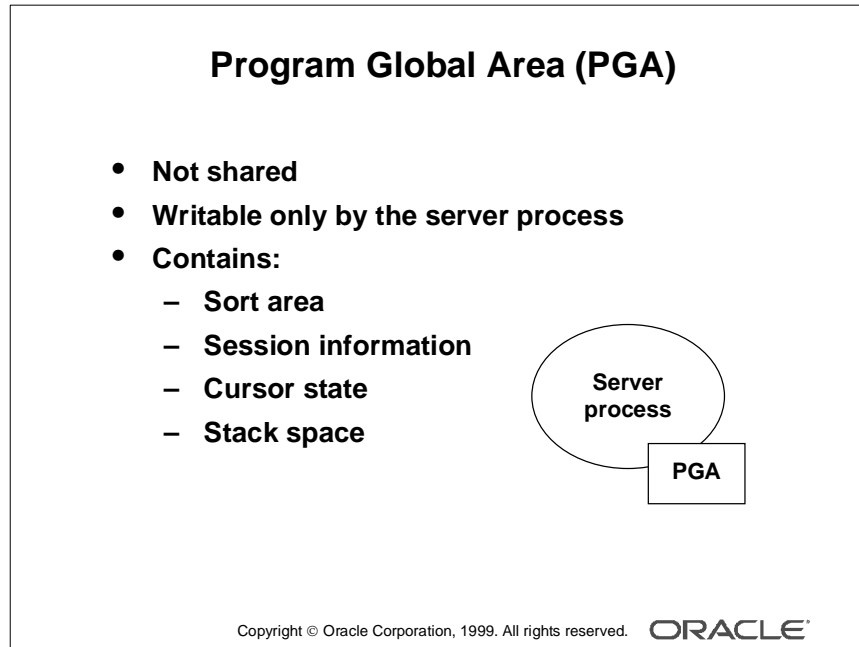 Program Global Area (PGA)
• Not shared
• Writable only by the server process
• Contains:
– Sort area
– Session information
– Cursor state
– Stack space
Server
process
PGA
Copyright © Oracle Corporation, 1999. All rights reserved. ORACLE®